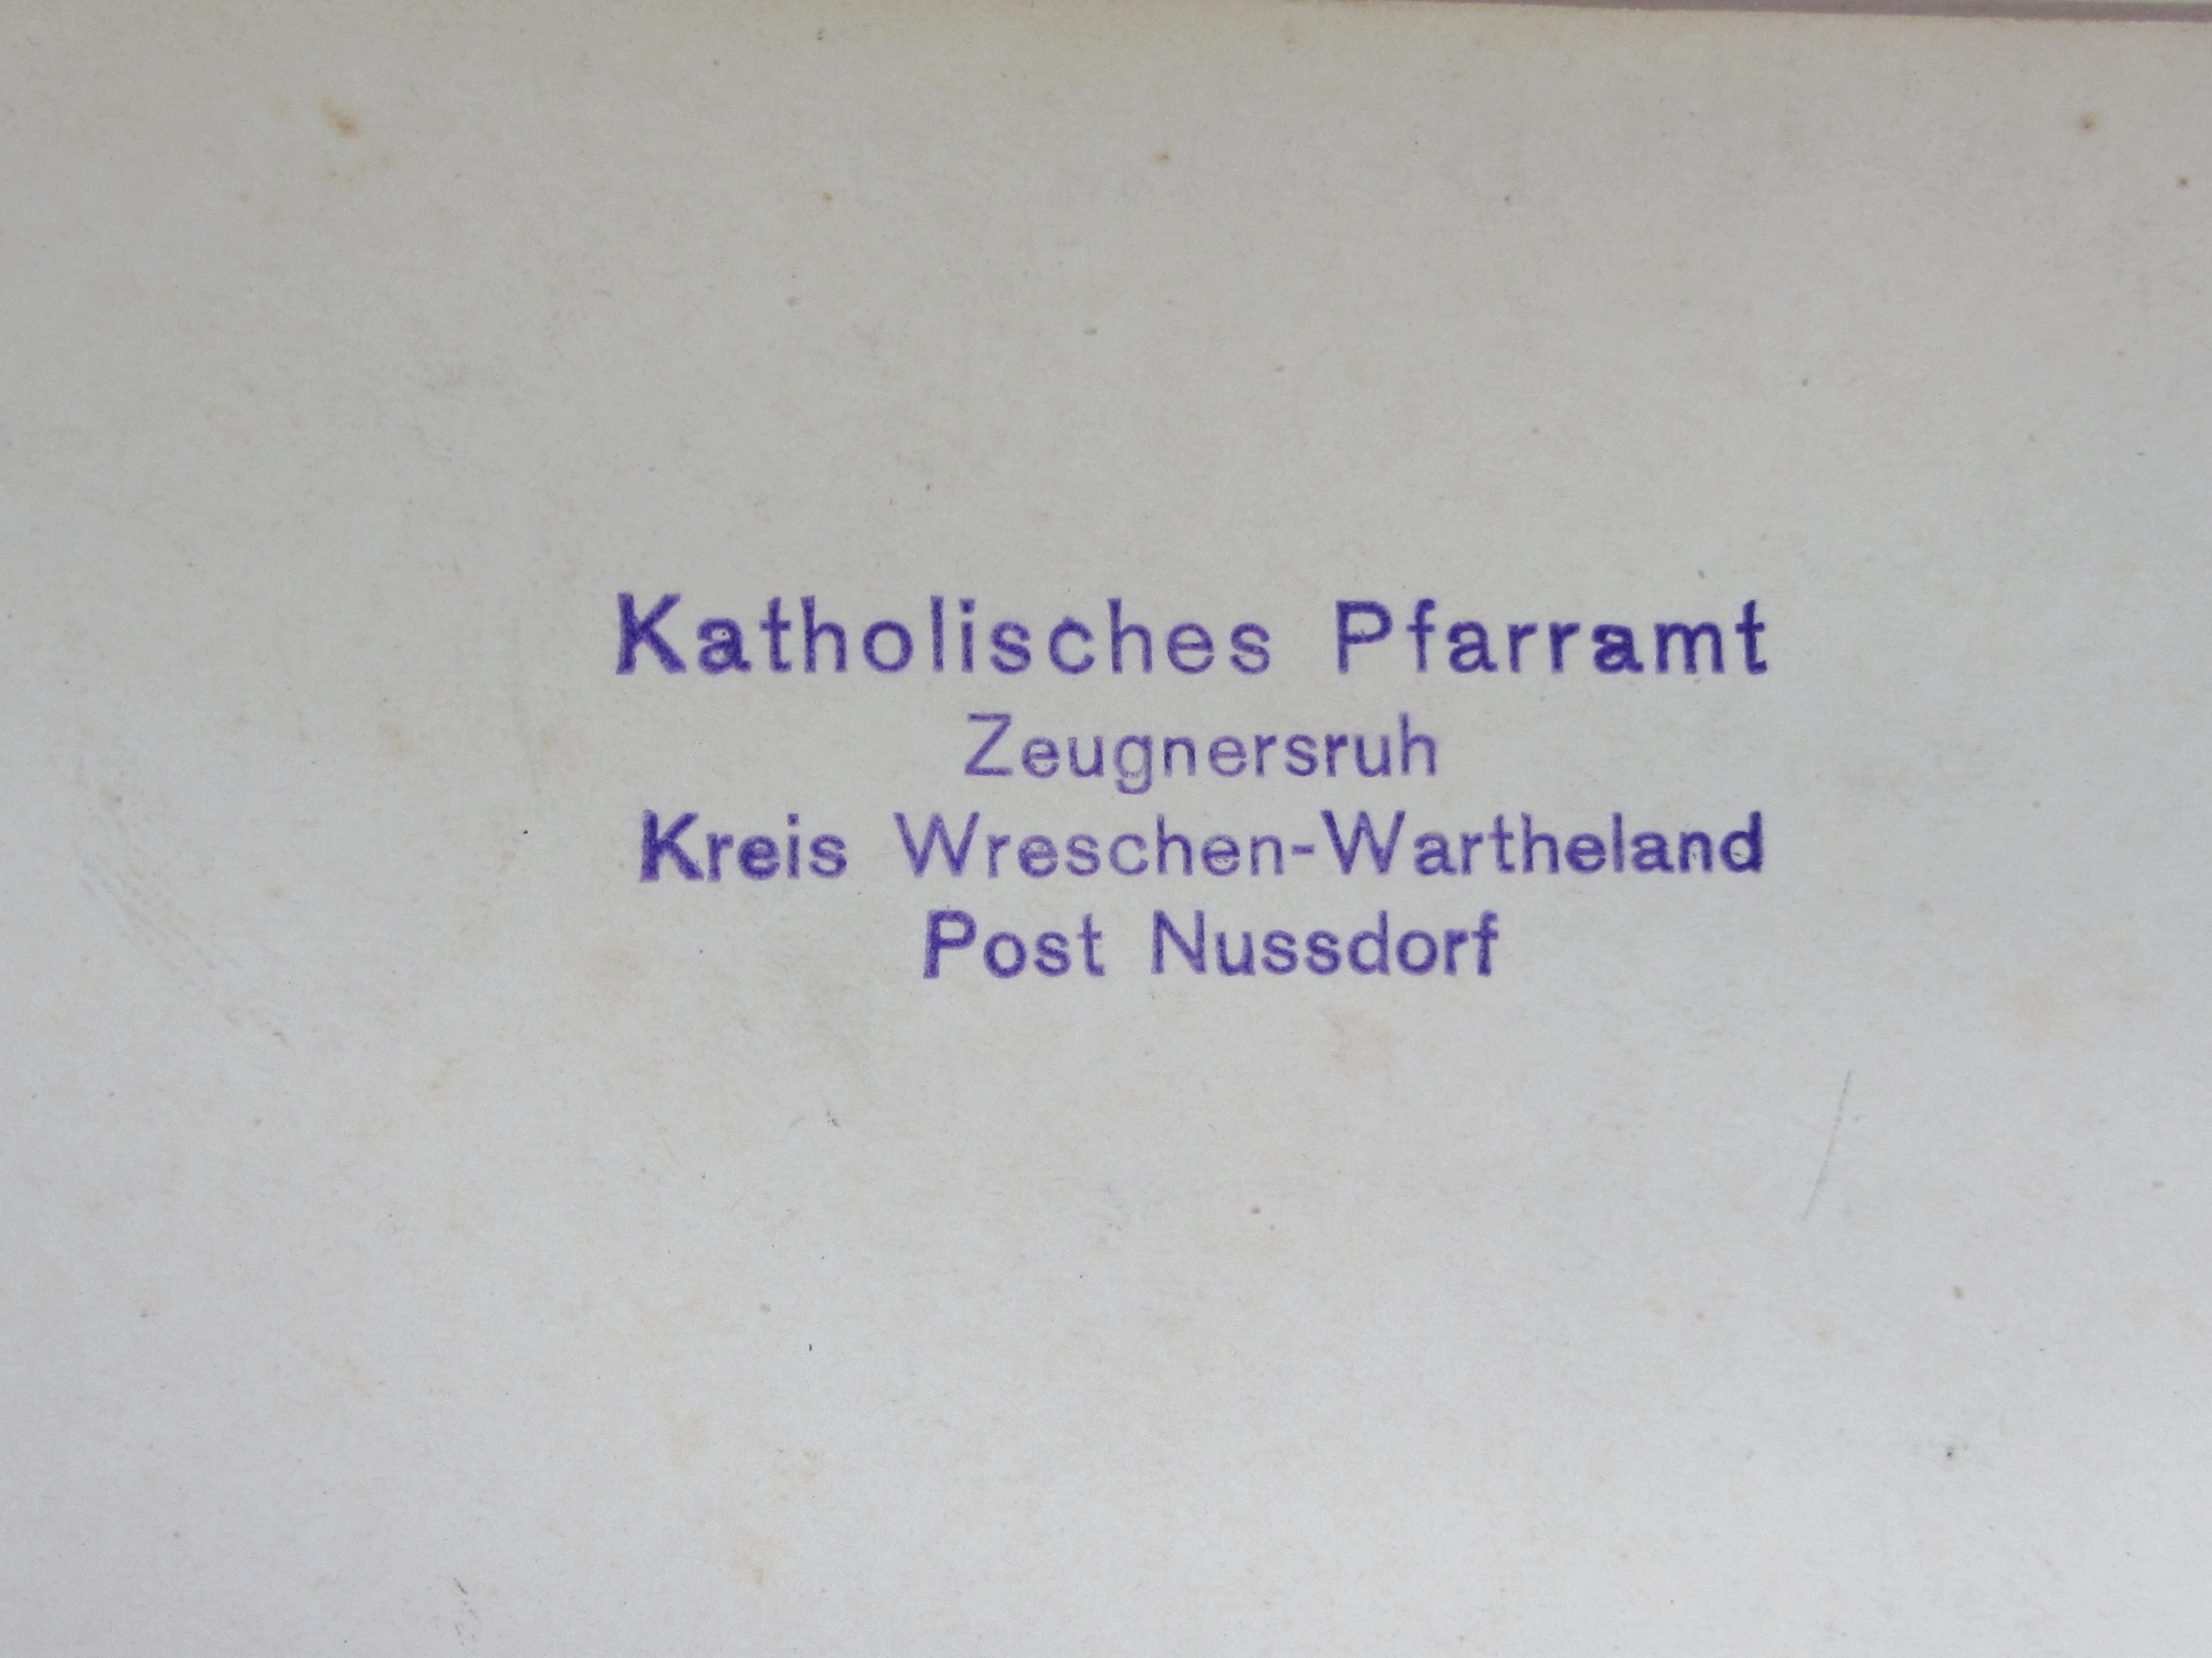 Katholisches Pfarramt
Zeugnersruh
Kreis Wreschen-Wartheland
Post Nussdorf